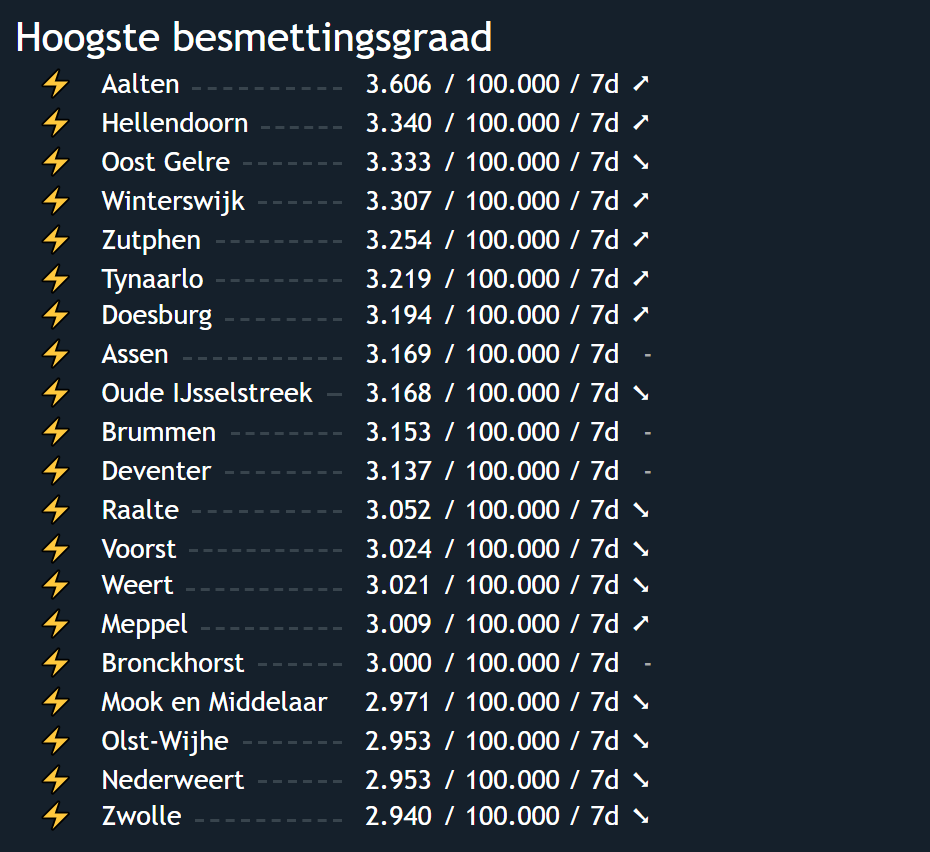 Hoogste besmettingsgraad
⚡ Aalten ---------- 3.606 / 100.000 / 7d ➚
⚡ Hellendoorn ------ 3.340 / 100.000 / 7d ➚
⚡ Oost Gelre ------- 3.333 / 100.000 / 7d ➘
⚡ Winterswijk ------ 3.307 / 100.000 / 7d ➚
⚡ Zutphen --------- 3.254 / 100.000 / 7d ➚
⚡ Tynaarlo --------- 3.219 / 100.000 / 7d ➚
⚡ Doesburg -------- 3.194 / 100.000 / 7d ➚
⚡ Assen ----------- 3.169 / 100.000 / 7d -
⚡ Oude IJsselstreek - 3.168 / 100.000 / 7d ➘
⚡ Brummen -------- 3.153 / 100.000 / 7d -
⚡ Deventer -------- 3.137 / 100.000 / 7d -
⚡ Raalte ---------- 3.052 / 100.000 / 7d ➘
⚡ Voorst ---------- 3.024 / 100.000 / 7d ➘
⚡ Weert ----------- 3.021 / 100.000 / 7d ➘
⚡ Meppel ---------- 3.009 / 100.000 / 7d ➚
⚡ Bronckhorst ------ 3.000 / 100.000 / 7d -
⚡ Mook en Middelaar 2.971 / 100.000 / 7d ➘
⚡ Olst-Wijhe ------- 2.953 / 100.000 / 7d ➘
⚡ Nederweert ------ 2.953 / 100.000 / 7d ➘
⚡ Zwolle ---------- 2.940 / 100.000 / 7d ➘